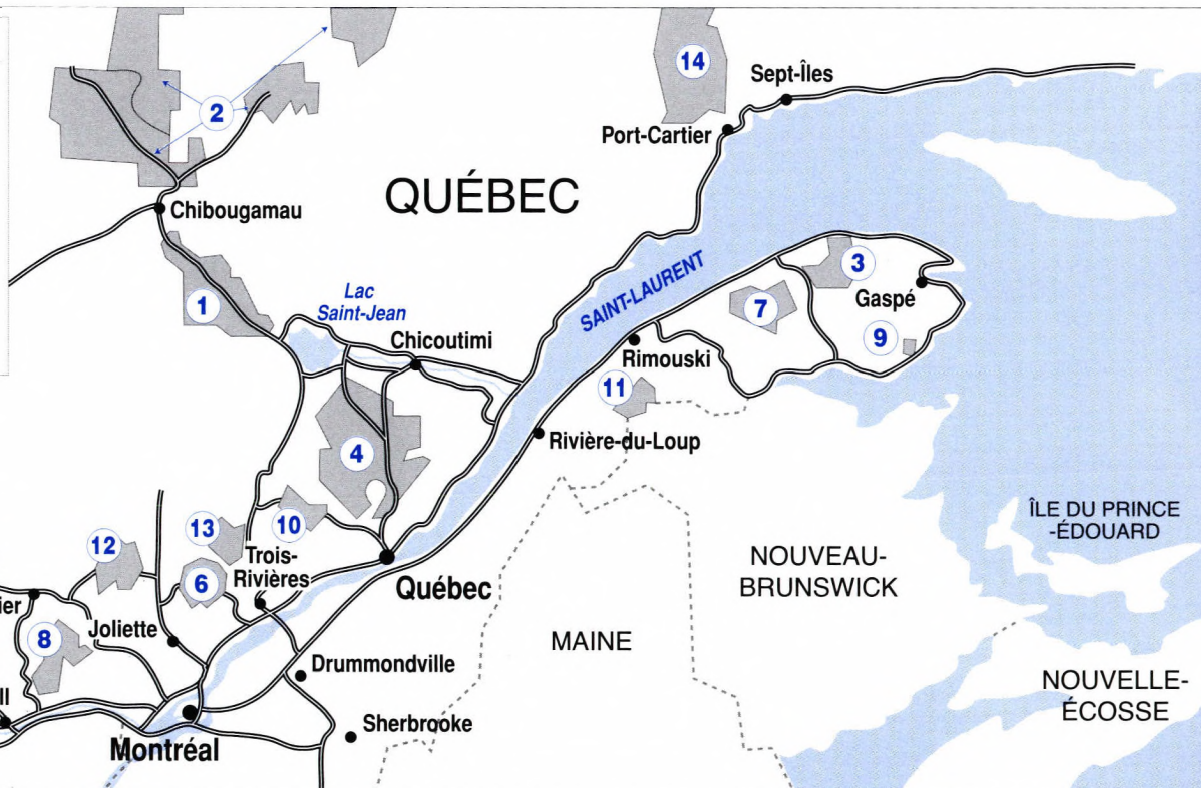 14
Sept-Îles
2
Port-Cartier
QUÉBEC
Chibougamau
3
1
Lac
Saint-Jean
SAINT-LAURENT
7
Gaspé
Chicoutimi
9
Rimouski
11
Rivière-du-Loup
4
10
13
12
Trois-
Rivières
6
Québec
ÎLE DU PRINCE
-ÉDOUARD
NOUVEAU-
BRUNSWICK
ier
8
Joliette
MAINE
Drummondville
NOUVELLE-
ÉCOSSE
ll
Sherbrooke
Montréal